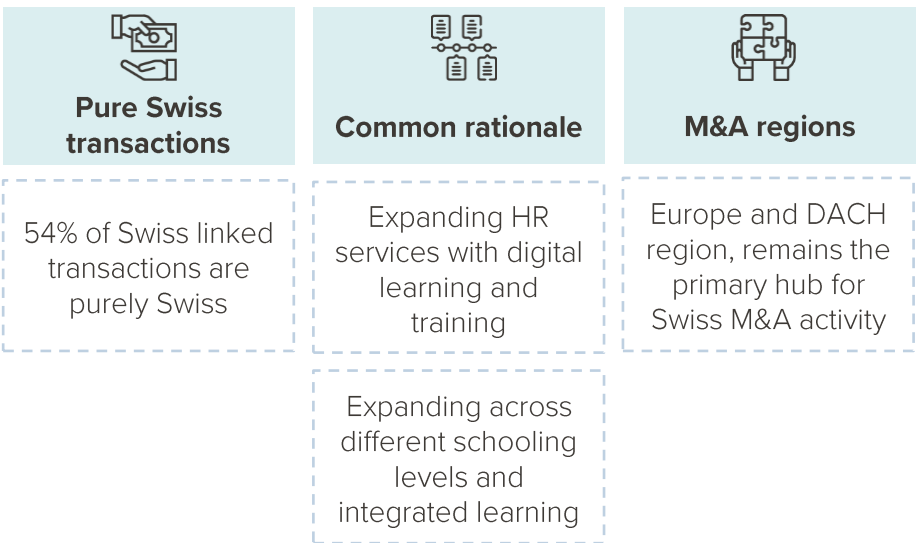 Pure Swiss
transactions
54% of Swiss linked
transactions are
purely Swiss
Common rationale
Expanding HR
services with digital
learning and
training
Expanding across
different schooling
levels and
integrated learning
M&A regions
Europe and DACH
region, remains the
primary hub for
Swiss M&A activity